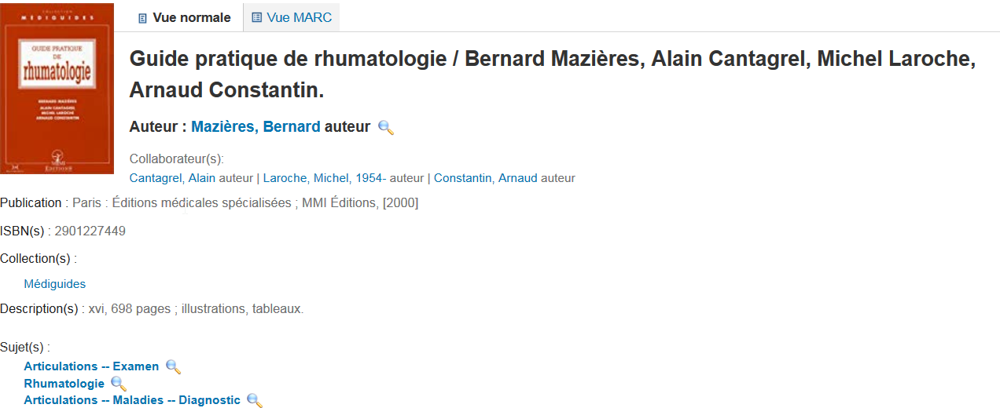 COLLECTION
MÉDIGUIDES
GUIDE PRATIQUE
DE
rhumatologie
BERNARD MAZIÈRES
ALAIN CANTAGREL
MICHEL LAROCHE
ARNAUD CONSTANTIN
MMI
ÉDITIONS
Vue normale
Vue MARC
Guide pratique de rhumatologie / Bernard Mazières, Alain Cantagrel, Michel Laroche,
Arnaud Constantin.
Auteur : Mazières, Bernard auteur
Collaborateur(s):
Cantagrel, Alain auteur | Laroche, Michel, 1954- auteur | Constantin, Arnaud auteur
Publication : Paris : Éditions médicales spécialisées ; MMI Éditions, [2000]
ISBN(s) : 2901227449
Collection(s) :
Médiguides
Description(s) : xvi, 698 pages ; illustrations, tableaux.
Sujet(s) :
Articulations -- Examen
Rhumatologie
Articulations -- Maladies -- Diagnostic